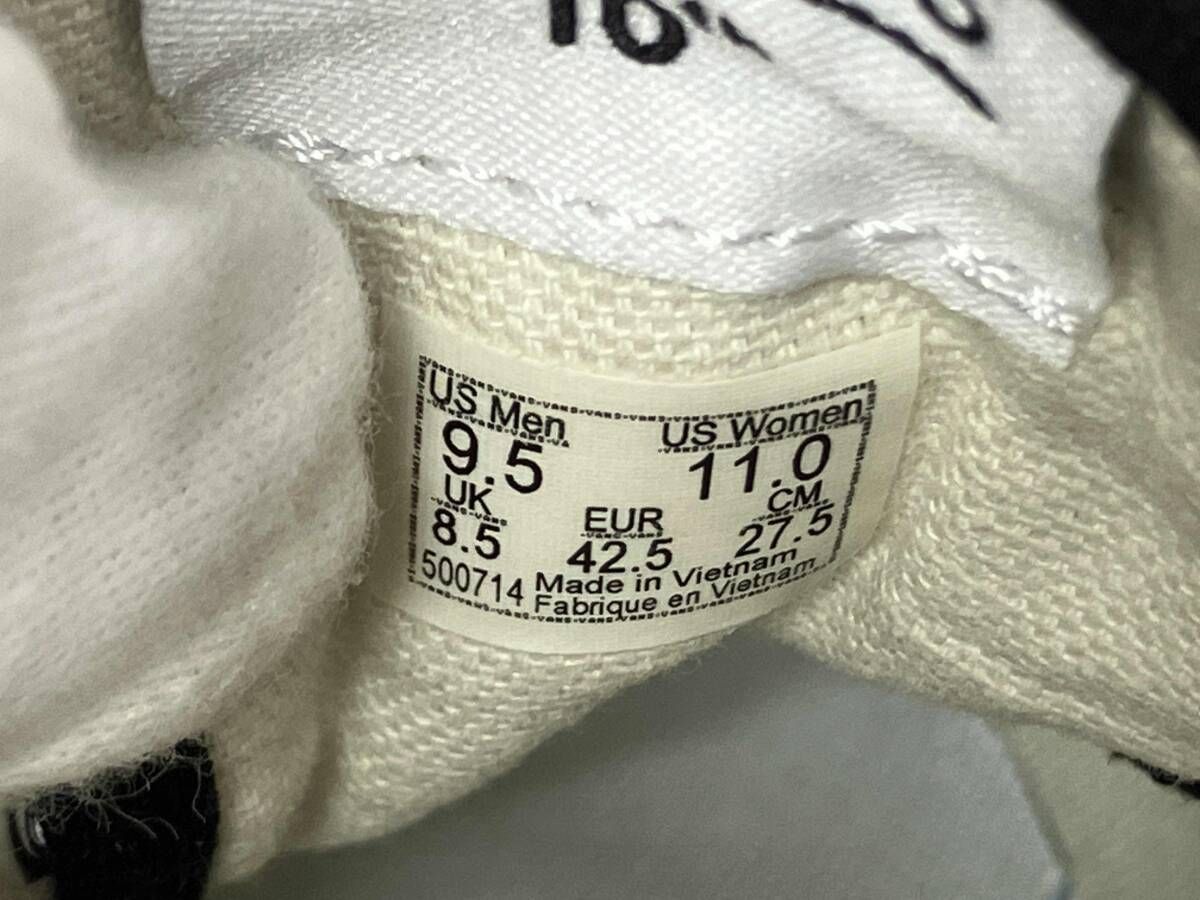 16
US Men US Women
9.5 11.0
UK EUR CM
8.5 42.5 27.5
500714 Made in Vietnam
Fabrique en Vietnam